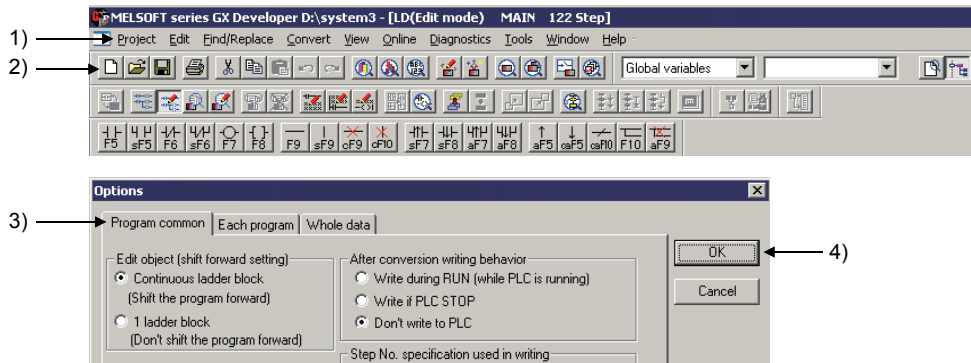 MELSOFT series GX Developer D:\system3 - [LD(Edit mode) MAIN 122 Step]
1)
Project Edit Find/Replace Convert View Online Diagnostics Tools Window Help
2)
Global variables
F5 sF5 F6 sF6 F7 F8 F9 sF9 cF9 cF10 sF7 sF8 aF7 aF8 aF5 caF5 caF10 F10 aF9
Options
3)
Program common Each program Whole data
4)
OK
Cancel
Edit object (shift forward setting)
Continuous ladder block
(Shift the program forward)
1 ladder block
(Don't shift the program forward)
After conversion writing behavior
Write during RUN (while PLC is running)
Write if PLC STOP
Don't write to PLC
Step No. specification used in writing